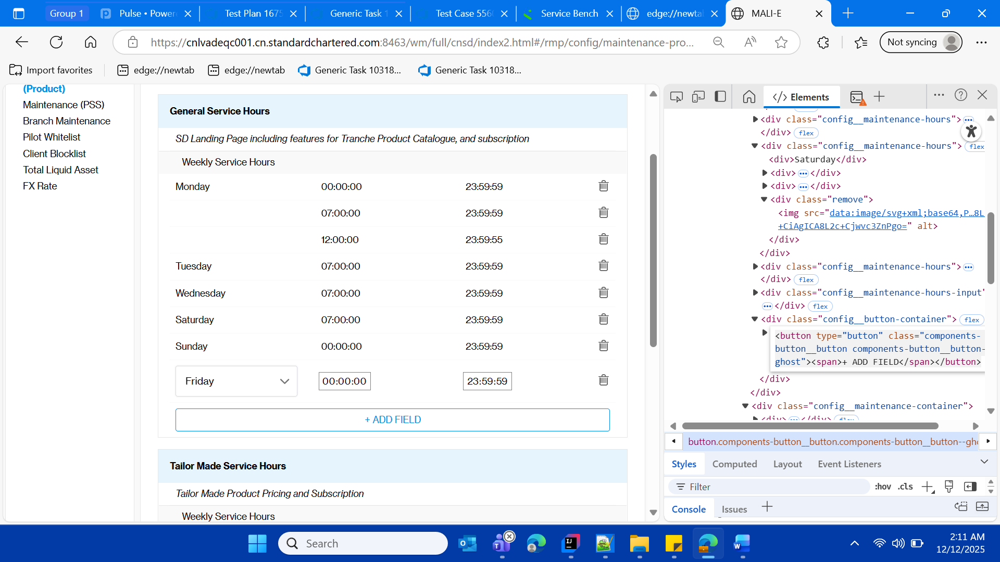 Group 1
Pulse • Power
Test Plan 1675
Generic Task 1
Test Case 556
Service Bench
edge://newta
MALI-E
https://cnlvadeqc001.cn.standardchartered.com:8463/wm/full/cnsd/index2.html#/rmp/config/maintenance-pro...
Not syncing
Import favorites
edge://newtab
edge://newtab
Generic Task 10318...
Generic Task 10318...
(Product)
Maintenance (PSS)
Branch Maintenance
Pilot Whitelist
Client Blocklist
Total Liquid Asset
FX Rate
General Service Hours
SD Landing Page including features for Tranche Product Catalogue, and subscription
Weekly Service Hours
Monday 00:00:00 23:59:59
07:00:00 23:59:59
12:00:00 23:59:55
Tuesday 07:00:00 23:59:59
Wednesday 07:00:00 23:59:59
Saturday 07:00:00 23:59:59
Sunday 00:00:00 23:59:59
Friday 00:00:00 23:59:59
+ ADD FIELD
Tailor Made Service Hours
Tailor Made Product Pricing and Subscription
Weekly Service Hours
Elements
<div class="config__maintenance-hours">
</div> flex
<div class="config__maintenance-hours"> flex
<div>Saturday</div>
<div> </div>
<div> </div>
<div class="remove">
<img src="data:image/svg+xml;base64,P…8L
+CiAgICA8L2c+Cjwvc3ZnPgo=" alt>
</div>
</div>
<div class="config__maintenance-hours">
</div> flex
<div class="config__maintenance-hours-input"
</div> flex
<div class="config__button-container"> flex
<button type="button" class="components-
button__button components-button__button-
ghost"><span>+ ADD FIELD</span></button>
</div>
</div>
<div class="config__maintenance-container">
<div> </div> flex
button.components-button__button.components-button__button--gho
Styles
Computed
Layout
Event Listeners
Filter
:hov
.cls
Console
Issues
Search
2:11 AM
12/12/2025